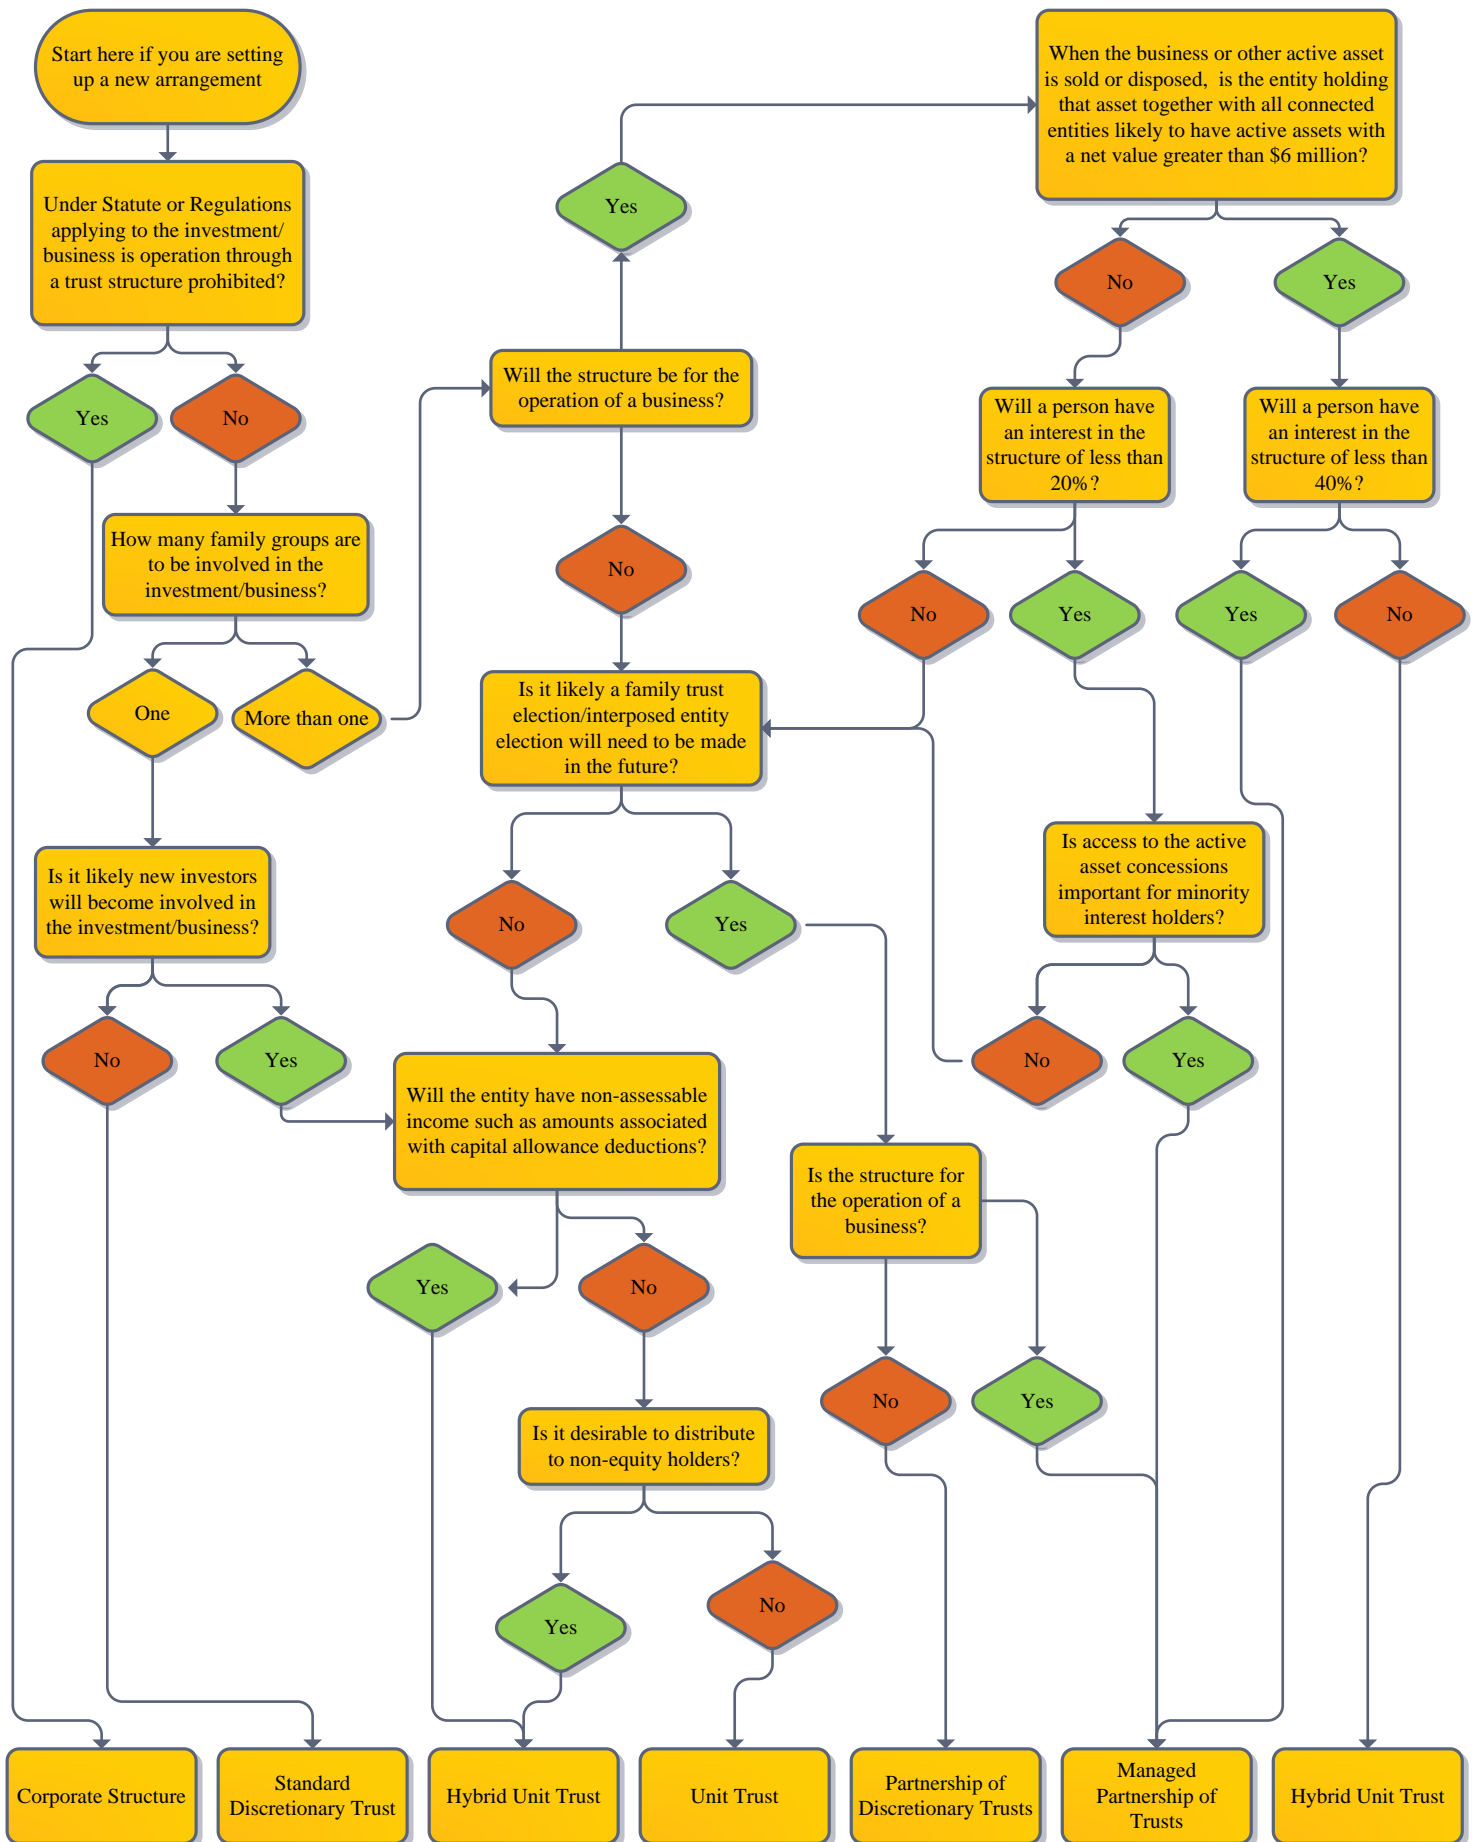 Start here if you are setting
up a new arrangement
When the business or other active asset
is sold or disposed, is the entity holding
that asset together with all connected
entities likely to have active assets with
a net value greater than $6 million?
Under Statute or Regulations
applying to the investment/
business is operation through
a trust structure prohibited?
Yes
No
Yes
Will the structure be for the
operation of a business?
Yes
No
Will a person have
an interest in the
structure of less than
20%?
Will a person have
an interest in the
structure of less than
40%?
How many family groups are
to be involved in the
investment/business?
No
No
Yes
Yes
No
One
More than one
Is it likely a family trust
election/interposed entity
election will need to be made
in the future?
Is it likely new investors
will become involved in
the investment/business?
No
Yes
Is access to the active
asset concessions
important for minority
interest holders?
No
Yes
No
Yes
Will the entity have non-assessable
income such as amounts associated
with capital allowance deductions?
Is the structure for
the operation of a
business?
Yes
No
No
Yes
Is it desirable to distribute
to non-equity holders?
Yes
No
Corporate Structure
Standard
Discretionary Trust
Hybrid Unit Trust
Unit Trust
Partnership of
Discretionary Trusts
Managed
Partnership of
Trusts
Hybrid Unit Trust